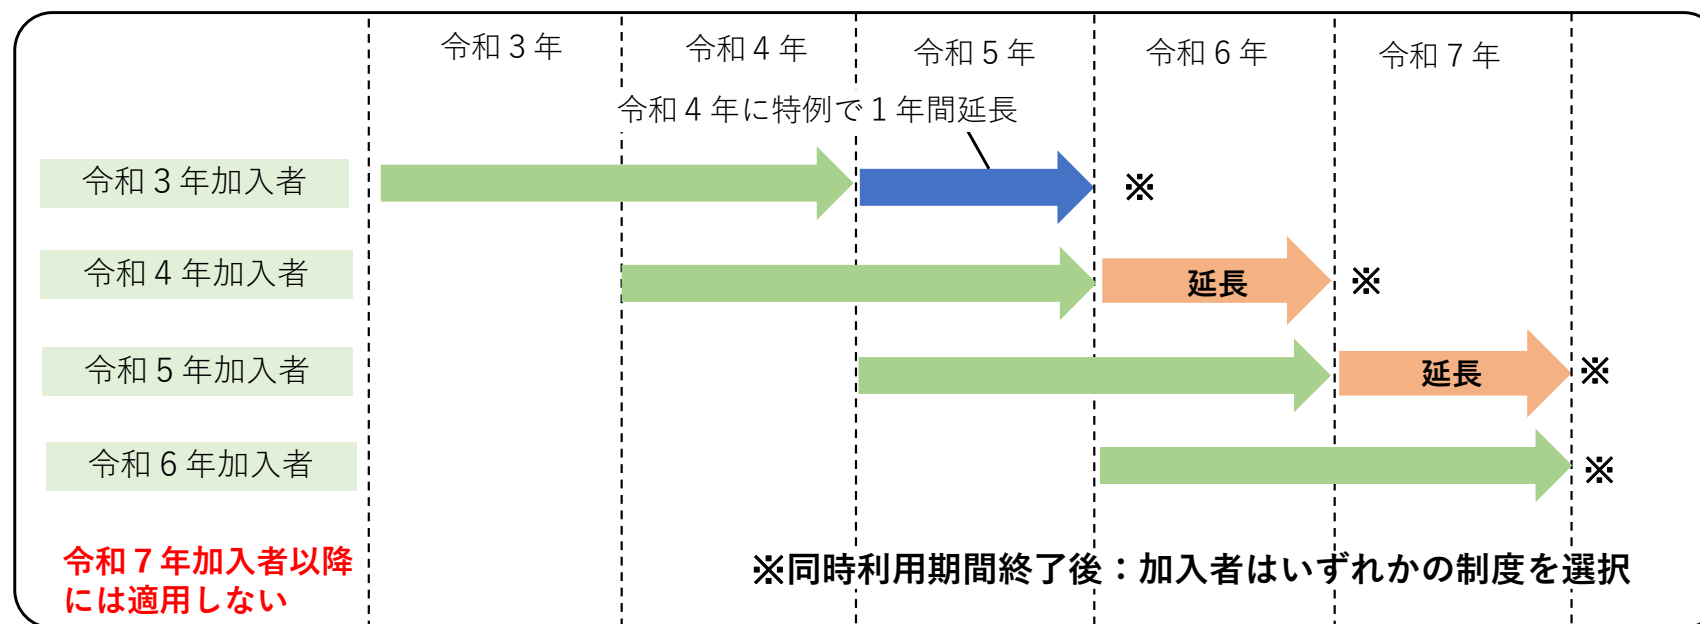 令和３年
令和４年
令和５年
令和６年
令和７年
令和４年に特例で１年間延長
令和３年加入者
※
令和４年加入者
延長
※
令和５年加入者
延長
※
令和６年加入者
※
令和７年加入者以降
には適用しない
※同時利用期間終了後：加入者はいずれかの制度を選択